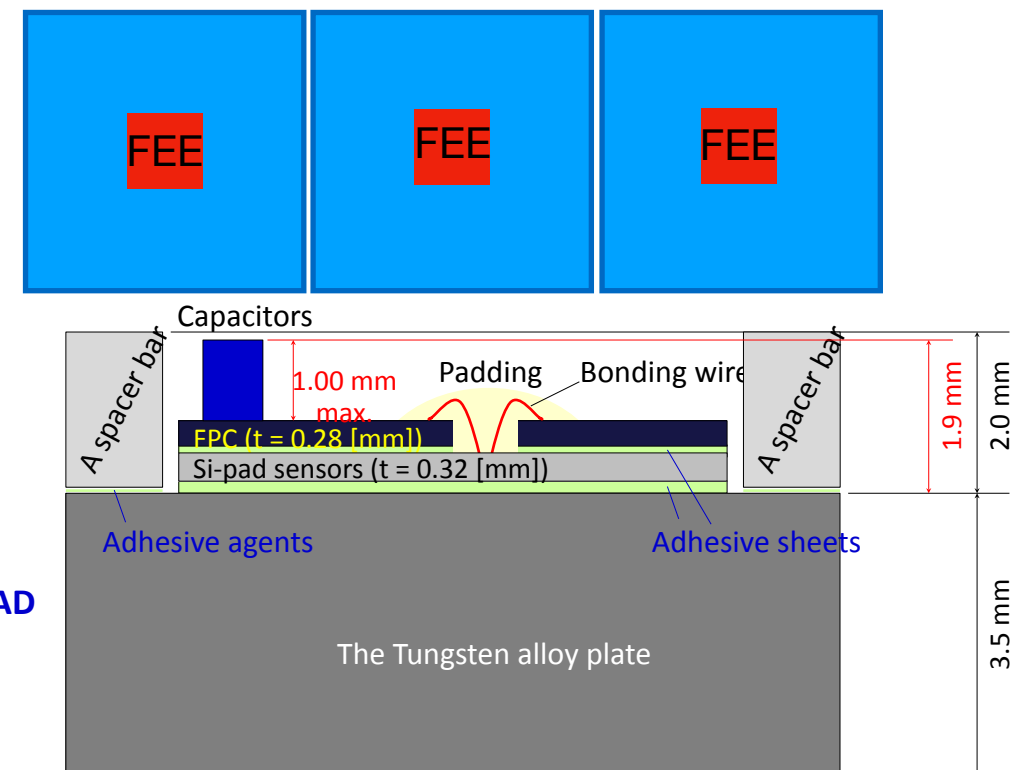 FEE
FEE
FEE
Capacitors
A spacer bar
1.00 mm
max.
Padding
Bonding wire
A spacer bar
1.9 mm
2.0 mm
FPC (t = 0.28 [mm])
Si-pad sensors (t = 0.32 [mm])
Adhesive agents
Adhesive sheets
AD
The Tungsten alloy plate
3.5 mm